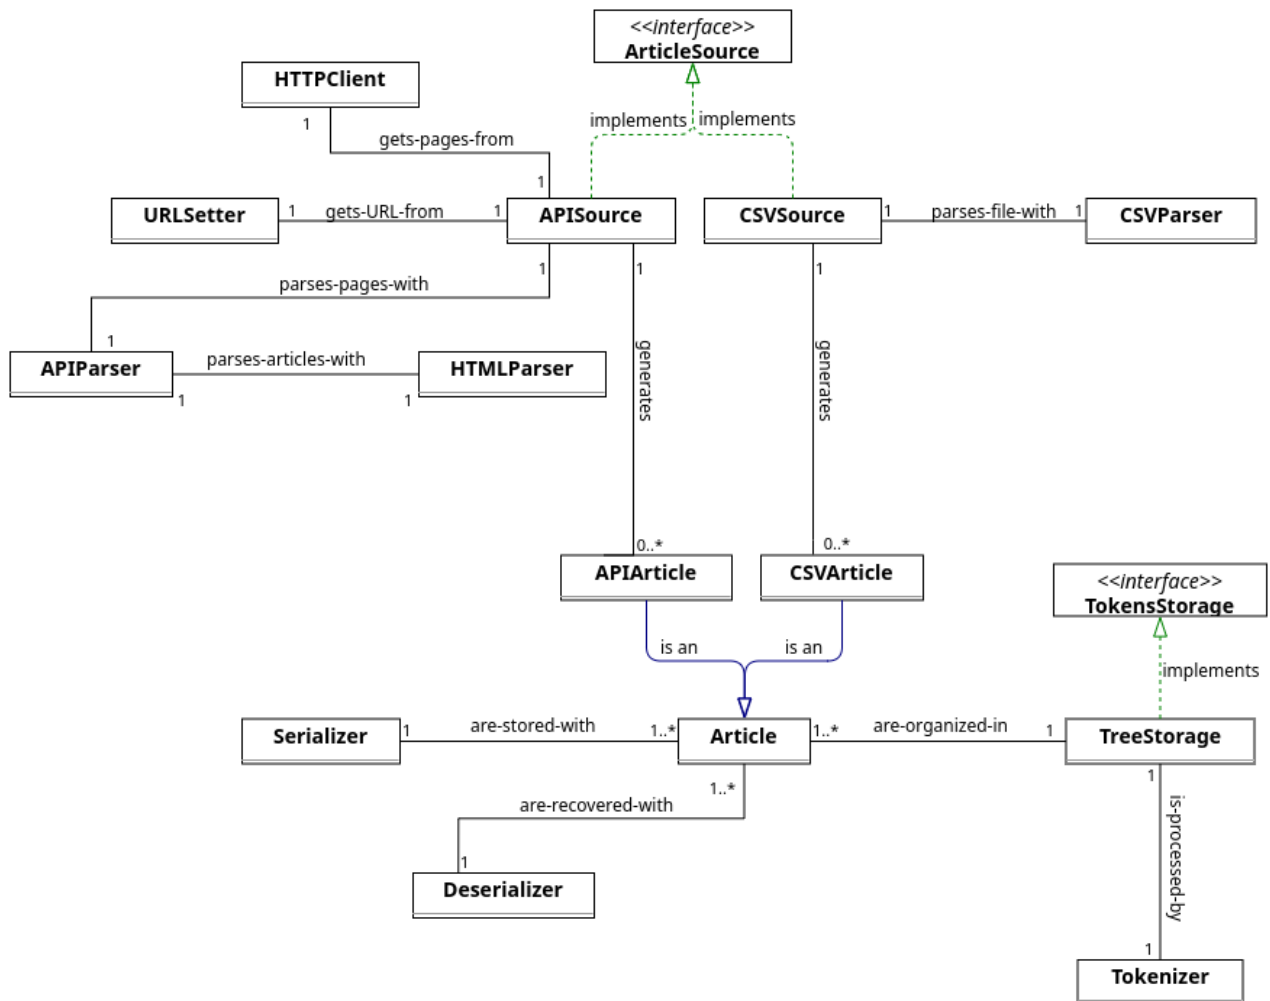 <<interface>>
ArticleSource
HTTPClient
implements implements
1
gets-pages-from
1
URLSetter
1 gets-URL-from 1
APISource
CSVSource
1 parses-file-with 1
CSVParser
1
1
1
parses-pages-with
1
APIParser
parses-articles-with
HTMLParser
1
1
generates
generates
0..*
0..*
APIArticle
CSVArticle
<<interface>>
TokensStorage
is an
is an
implements
Serializer
1 are-stored-with 1..*
Article
1..* are-organized-in 1
TreeStorage
1..*
1
are-recovered-with
is-processed-by
1
Deserializer
1
Tokenizer